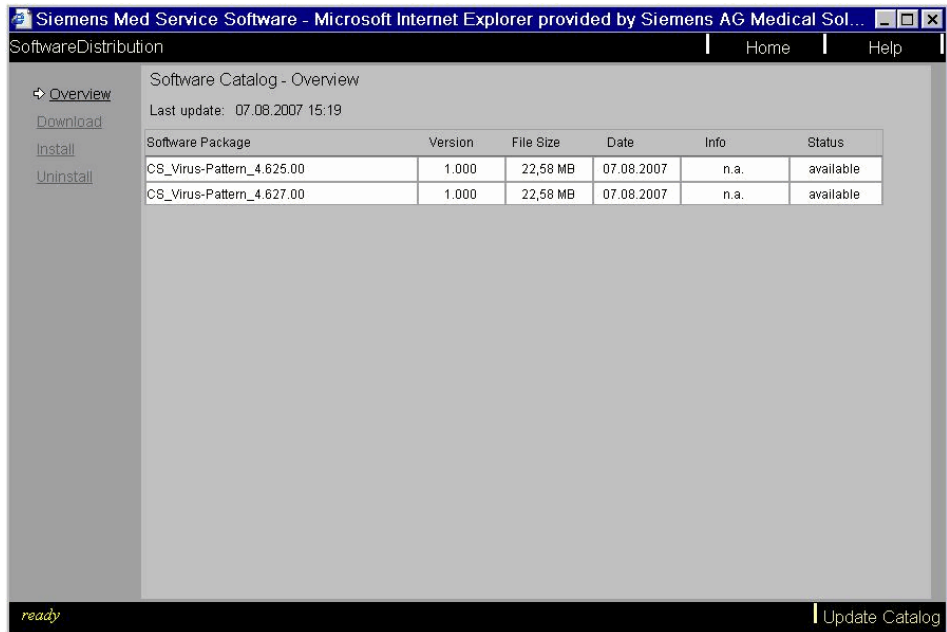 Siemens Med Service Software - Microsoft Internet Explorer provided by Siemens AG Medical Sol...
SoftwareDistribution Home Help
Overview
Download
Install
Uninstall
Software Catalog - Overview
Last update: 07.08.2007 15:19
Software Package Version File Size Date Info Status
CS_Virus-Pattern_4.625.00 1.000 22,58 MB 07.08.2007 n.a. available
CS_Virus-Pattern_4.627.00 1.000 22,58 MB 07.08.2007 n.a. available
ready Update Catalog